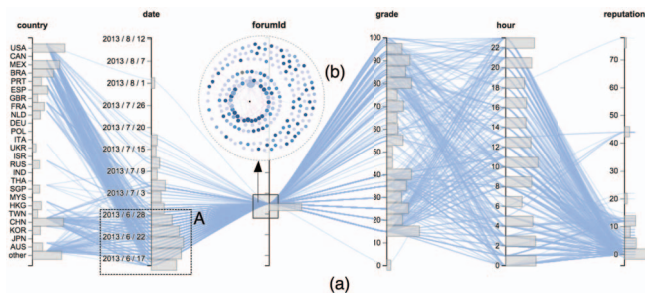 country
date
forumId
grade
hour
reputation
USA
CAN
MEX
BRA
PRT
ESP
GBR
FRA
NLD
DEU
POL
ITA
UKR
ISR
RUS
IND
THA
SGP
MYS
HKG
TWN
CHN
KOR
JPN
AUS
other
2013 / 8 / 12
2013 / 8 / 7
2013 / 8 / 1
2013 / 7 / 26
2013 / 7 / 20
2013 / 7 / 15
2013 / 7 / 9
2013 / 7 / 3
2013 / 6 / 28
2013 / 6 / 22
2013 / 6 / 17
A
(b)
100
90
80
70
60
50
40
30
20
10
0
22
20
18
16
14
12
10
8
6
4
2
0
70
60
50
40
30
20
10
0
(a)